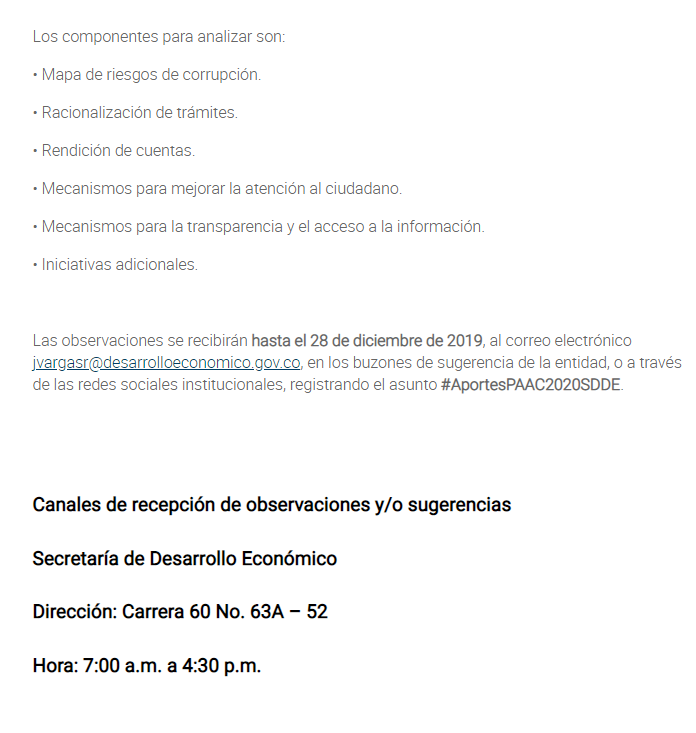 Los componentes para analizar son:
• Mapa de riesgos de corrupción.
• Racionalización de trámites.
• Rendición de cuentas.
• Mecanismos para mejorar la atención al ciudadano.
• Mecanismos para la transparencia y el acceso a la información.
• Iniciativas adicionales.
Las observaciones se recibirán hasta el 28 de diciembre de 2019, al correo electrónico
jvargasr@desarrolloeconomico.gov.co, en los buzones de sugerencia de la entidad, o a través
de las redes sociales institucionales, registrando el asunto #AportesPAAC2020SDDE.
Canales de recepción de observaciones y/o sugerencias
Secretaría de Desarrollo Económico
Dirección: Carrera 60 No. 63A – 52
Hora: 7:00 a.m. a 4:30 p.m.